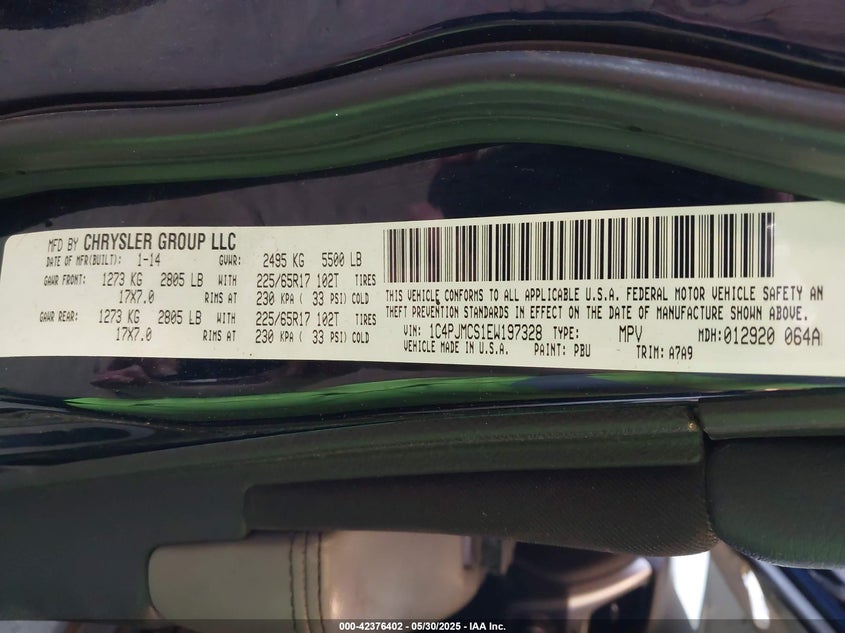 MFD BY CHRYSLER GROUP LLC
DATE OF MFR(BUILT): 1-14 GVWR: 2495 KG 5500 LB
GAWR FRONT: 1273 KG 2805 LB WITH 225/65R17 102T TIRES
17X7.0 RIMS AT 230 KPA ( 33 PSI) COLD
GAWR REAR: 1273 KG 2805 LB WITH 225/65R17 102T TIRES
17X7.0 RIMS AT 230 KPA ( 33 PSI) COLD
THIS VEHICLE CONFORMS TO ALL APPLICABLE U.S.A. FEDERAL MOTOR VEHICLE SAFETY AN
THEFT PREVENTION STANDARDS IN EFFECT ON THE DATE OF MANUFACTURE SHOWN ABOVE.
VIN: 1C4PJMCS1EW197328 TYPE: MPV MDH:012920 064A
VEHICLE MADE IN U.S.A. PAINT: PBU TRIM: A7A9
000-42376402 - 05/30/2025 - IAA Inc.